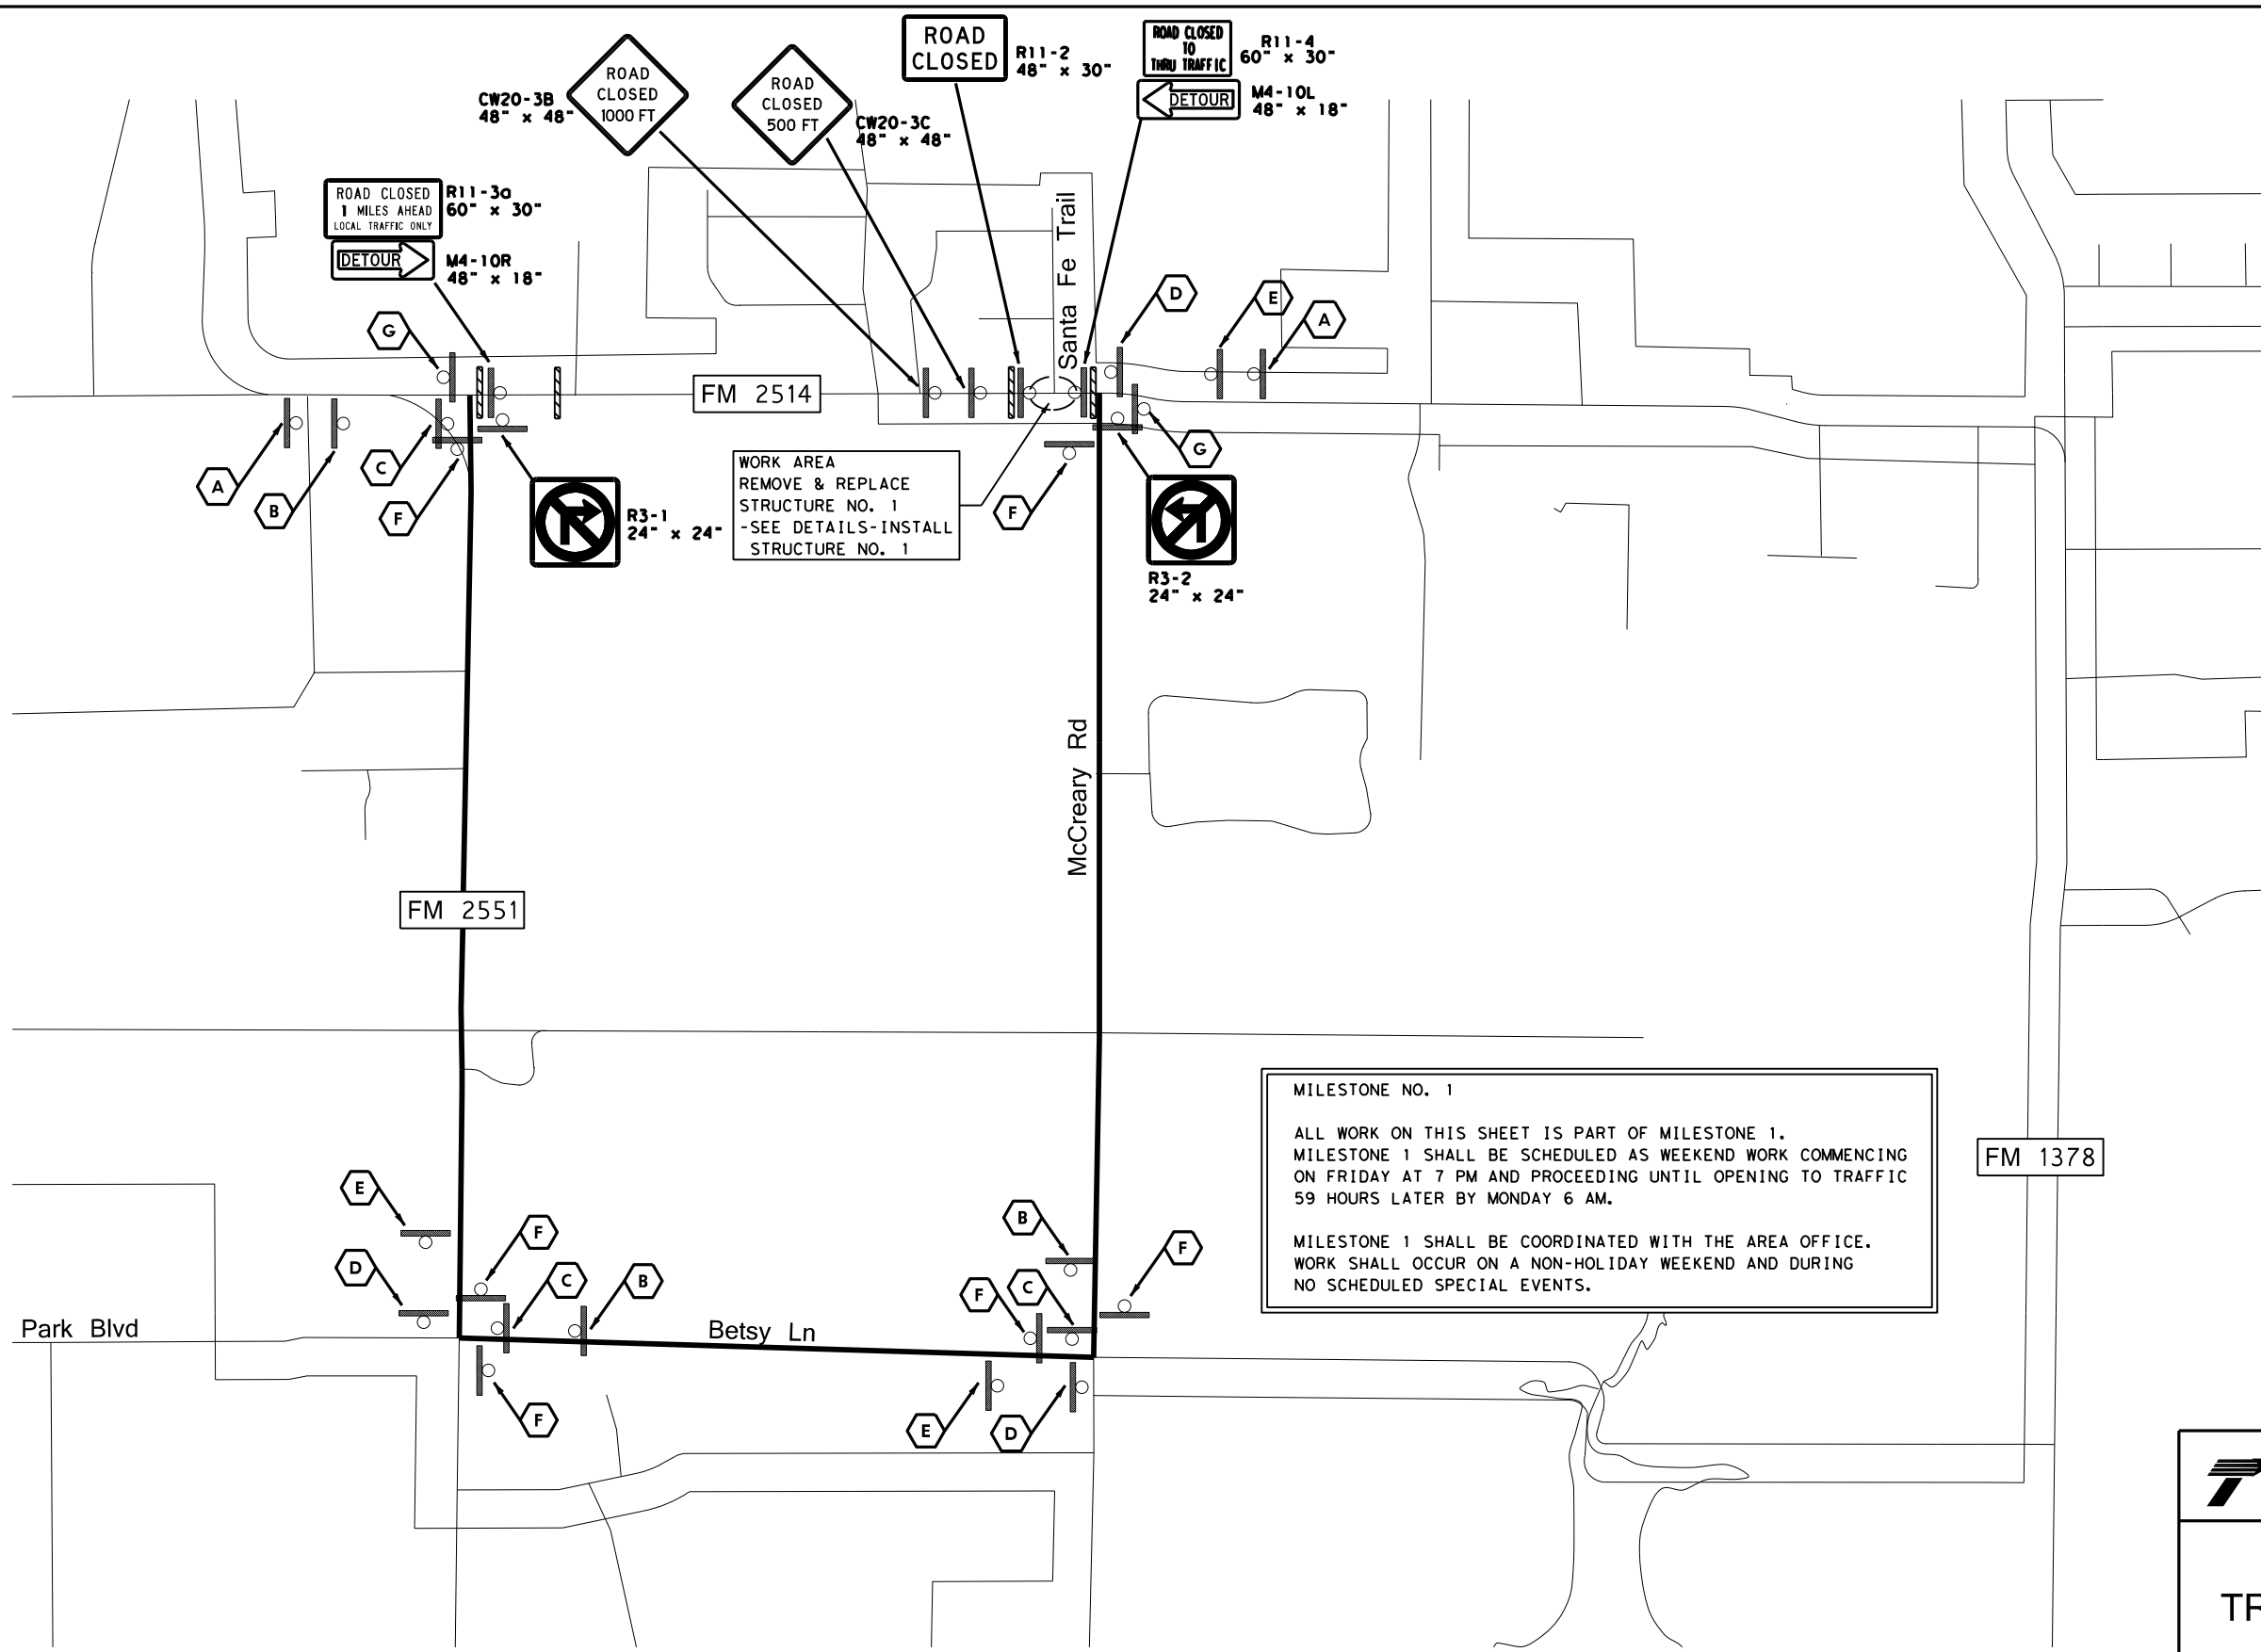 ROAD
CLOSED
R11-2
48" x 30"
ROAD CLOSED
TO
THRU TRAFFIC
R11-4
60" x 30"
DETOUR
M4-10L
48" x 18"
CW20-3B
48" x 48"
ROAD
CLOSED
1000 FT
ROAD
CLOSED
500 FT
CW20-3C
48" x 48"
ROAD CLOSED
1 MILES AHEAD
LOCAL TRAFFIC ONLY
R11-3a
60" x 30"
DETOUR
M4-10R
48" x 18"
Santa Fe Trail
D
E
A
G
FM 2514
A
B
C
F
R3-1
24" x 24"
WORK AREA
REMOVE & REPLACE
STRUCTURE NO. 1
-SEE DETAILS-INSTALL
STRUCTURE NO. 1
F
G
R3-2
24" x 24"
McCreary Rd
FM 2551
MILESTONE NO. 1
ALL WORK ON THIS SHEET IS PART OF MILESTONE 1.
MILESTONE 1 SHALL BE SCHEDULED AS WEEKEND WORK COMMENCING
ON FRIDAY AT 7 PM AND PROCEEDING UNTIL OPENING TO TRAFFIC
59 HOURS LATER BY MONDAY 6 AM.
MILESTONE 1 SHALL BE COORDINATED WITH THE AREA OFFICE.
WORK SHALL OCCUR ON A NON-HOLIDAY WEEKEND AND DURING
NO SCHEDULED SPECIAL EVENTS.
FM 1378
E
D
F
C
B
B
F
C
F
Park Blvd
Betsy Ln
F
E
D
TR